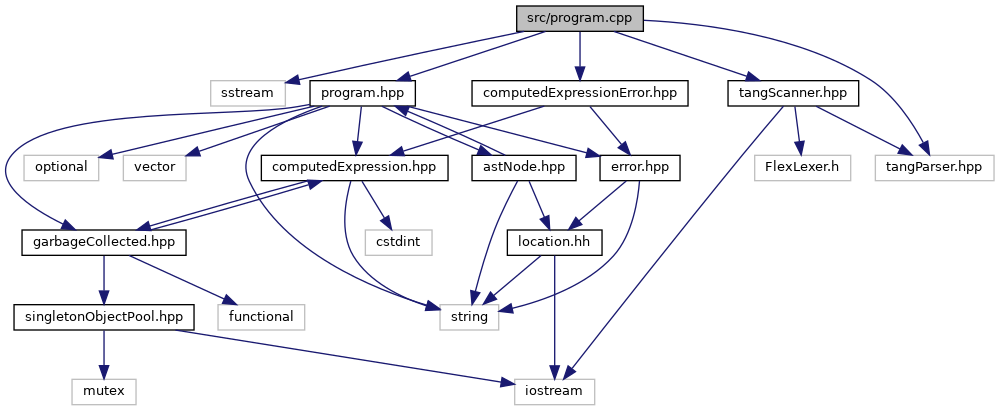 src/program.cpp
sstream
program.hpp
computedExpressionError.hpp
tangScanner.hpp
optional
vector
computedExpression.hpp
astNode.hpp
error.hpp
FlexLexer.h
tangParser.hpp
garbageCollected.hpp
cstdint
location.hh
singletonObjectPool.hpp
functional
string
mutex
iostream